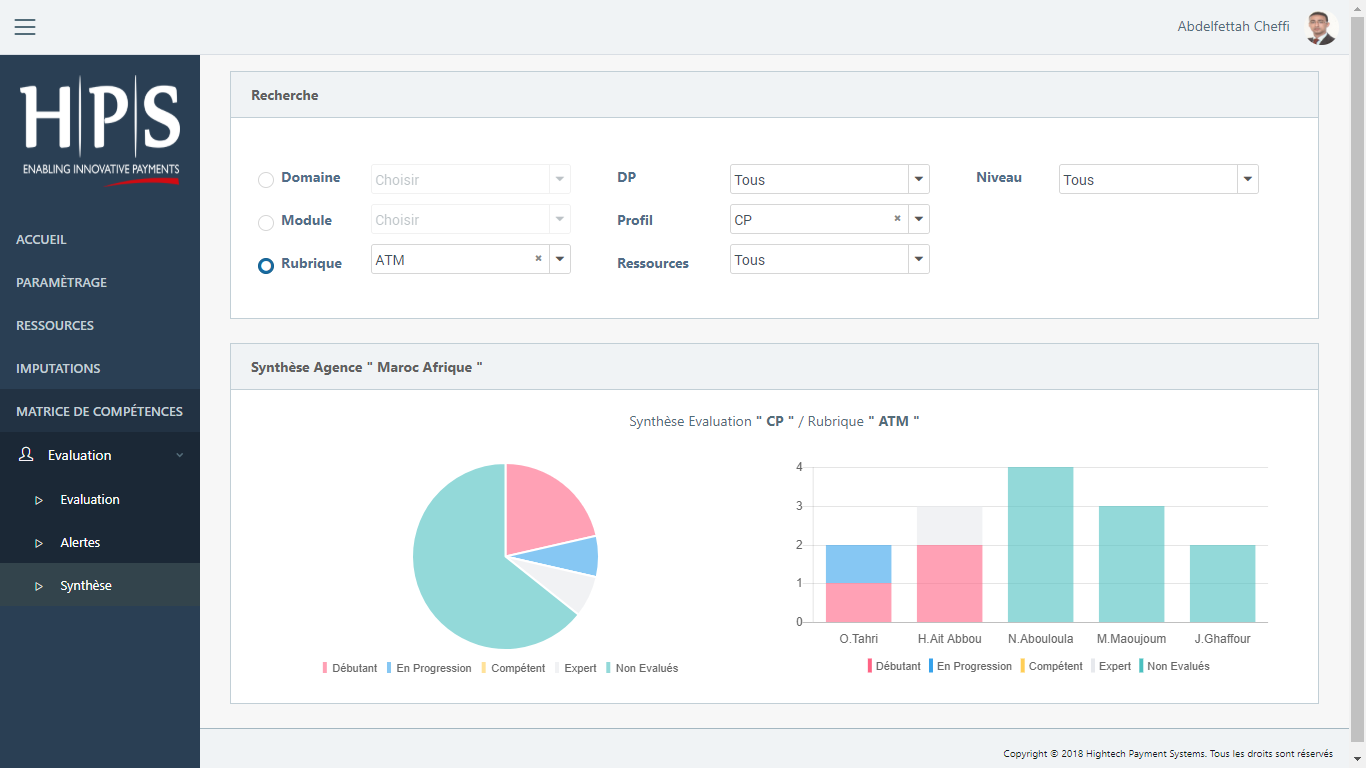 Abdelfettah Cheffi
H|P|S
ENABLING INNOVATIVE PAYMENTS
ACCUEIL
PARAMÈTRAGE
RESSOURCES
IMPUTATIONS
MATRICE DE COMPÉTENCES
Evaluation
Evaluation
Alertes
Synthèse
Recherche
Domaine Choisir DP Tous Niveau Tous
Module Choisir Profil CP ×
Rubrique ATM × Ressources Tous
Synthèse Agence " Maroc Afrique "
Synthèse Evaluation " CP " / Rubrique " ATM "
Débutant En Progression Compétent Expert Non Evalués
4
3
2
1
0
O.Tahri H.Ait Abbou N.Abouloula M.Maoujoum J.Ghaffour
Débutant En Progression Compétent Expert Non Evalués
Copyright © 2018 Hightech Payment Systems. Tous les droits sont réservés